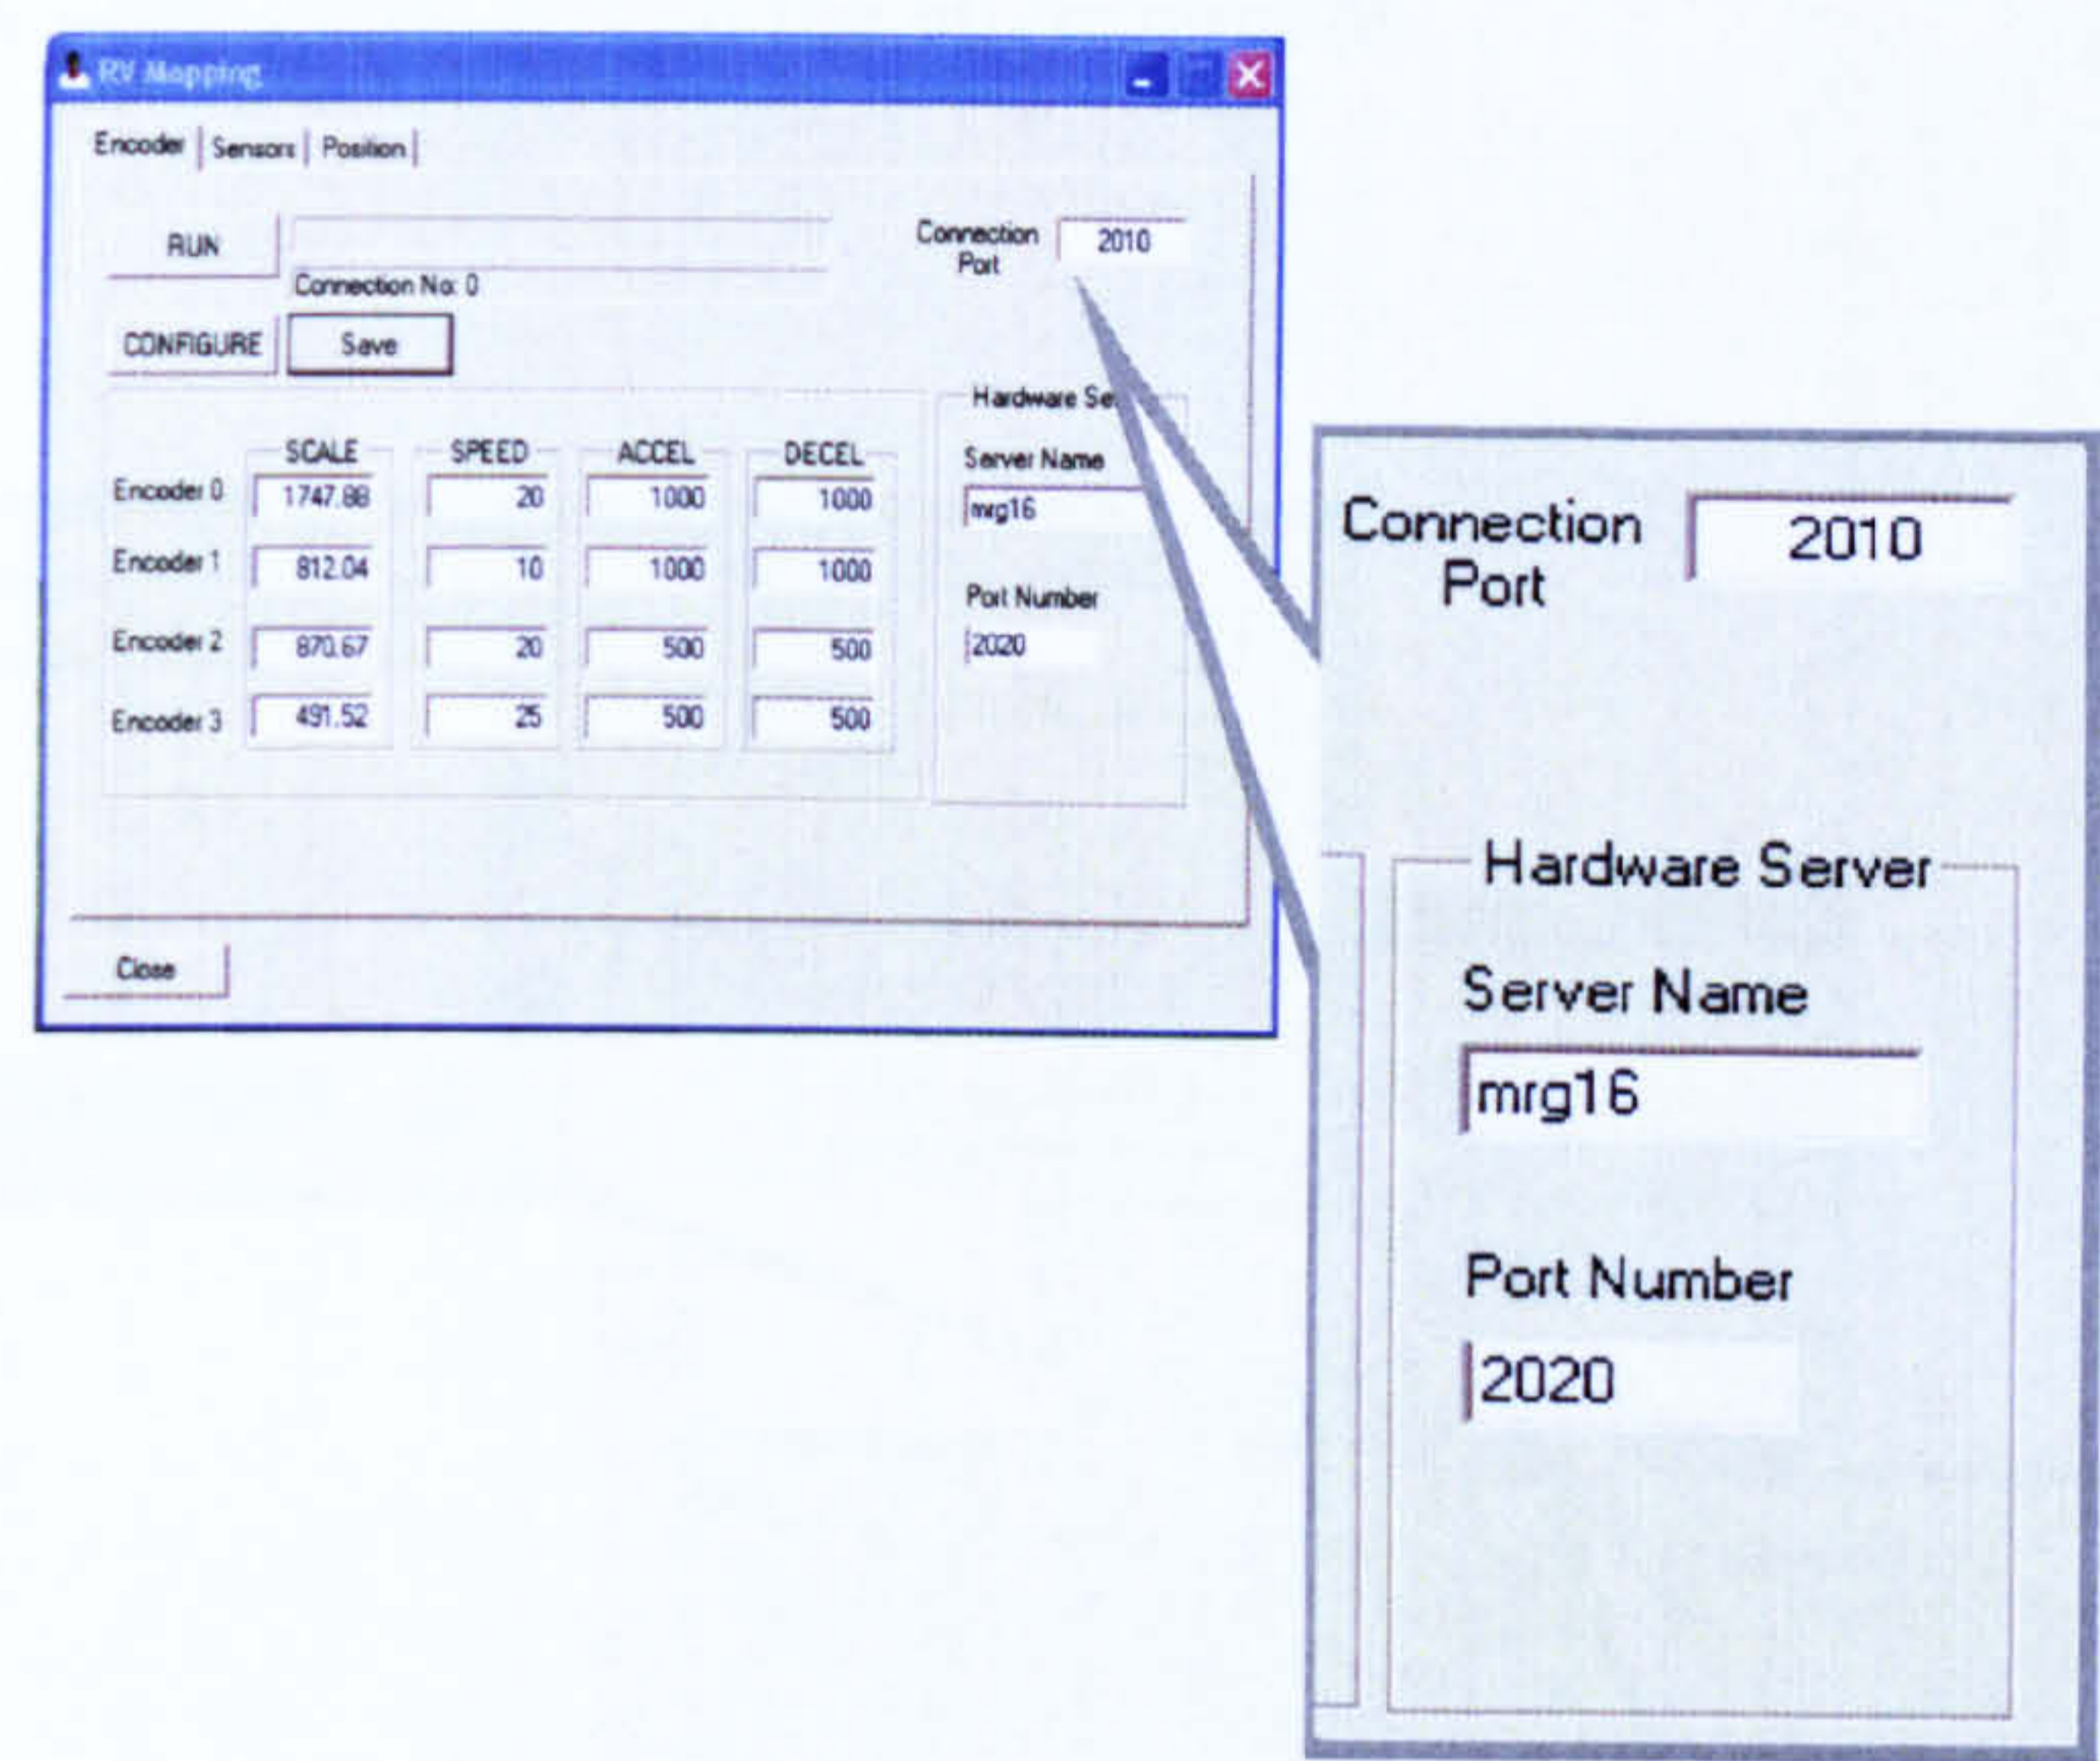 RV Mapping
Encoder Sensors Position
RUN
Connection Port 2010
Connection No: 0
CONFIGURE Save
SCALE SPEED ACCEL DECEL
Encoder 0 1747.88 20 1000 1000
Encoder 1 812.04 10 1000 1000
Encoder 2 870.67 20 500 500
Encoder 3 491.52 25 500 500
Hardware Se
Server Name
mrg16
Port Number
2020
Close
Connection
Port
2010
Hardware Server
Server Name
mrg16
Port Number
2020